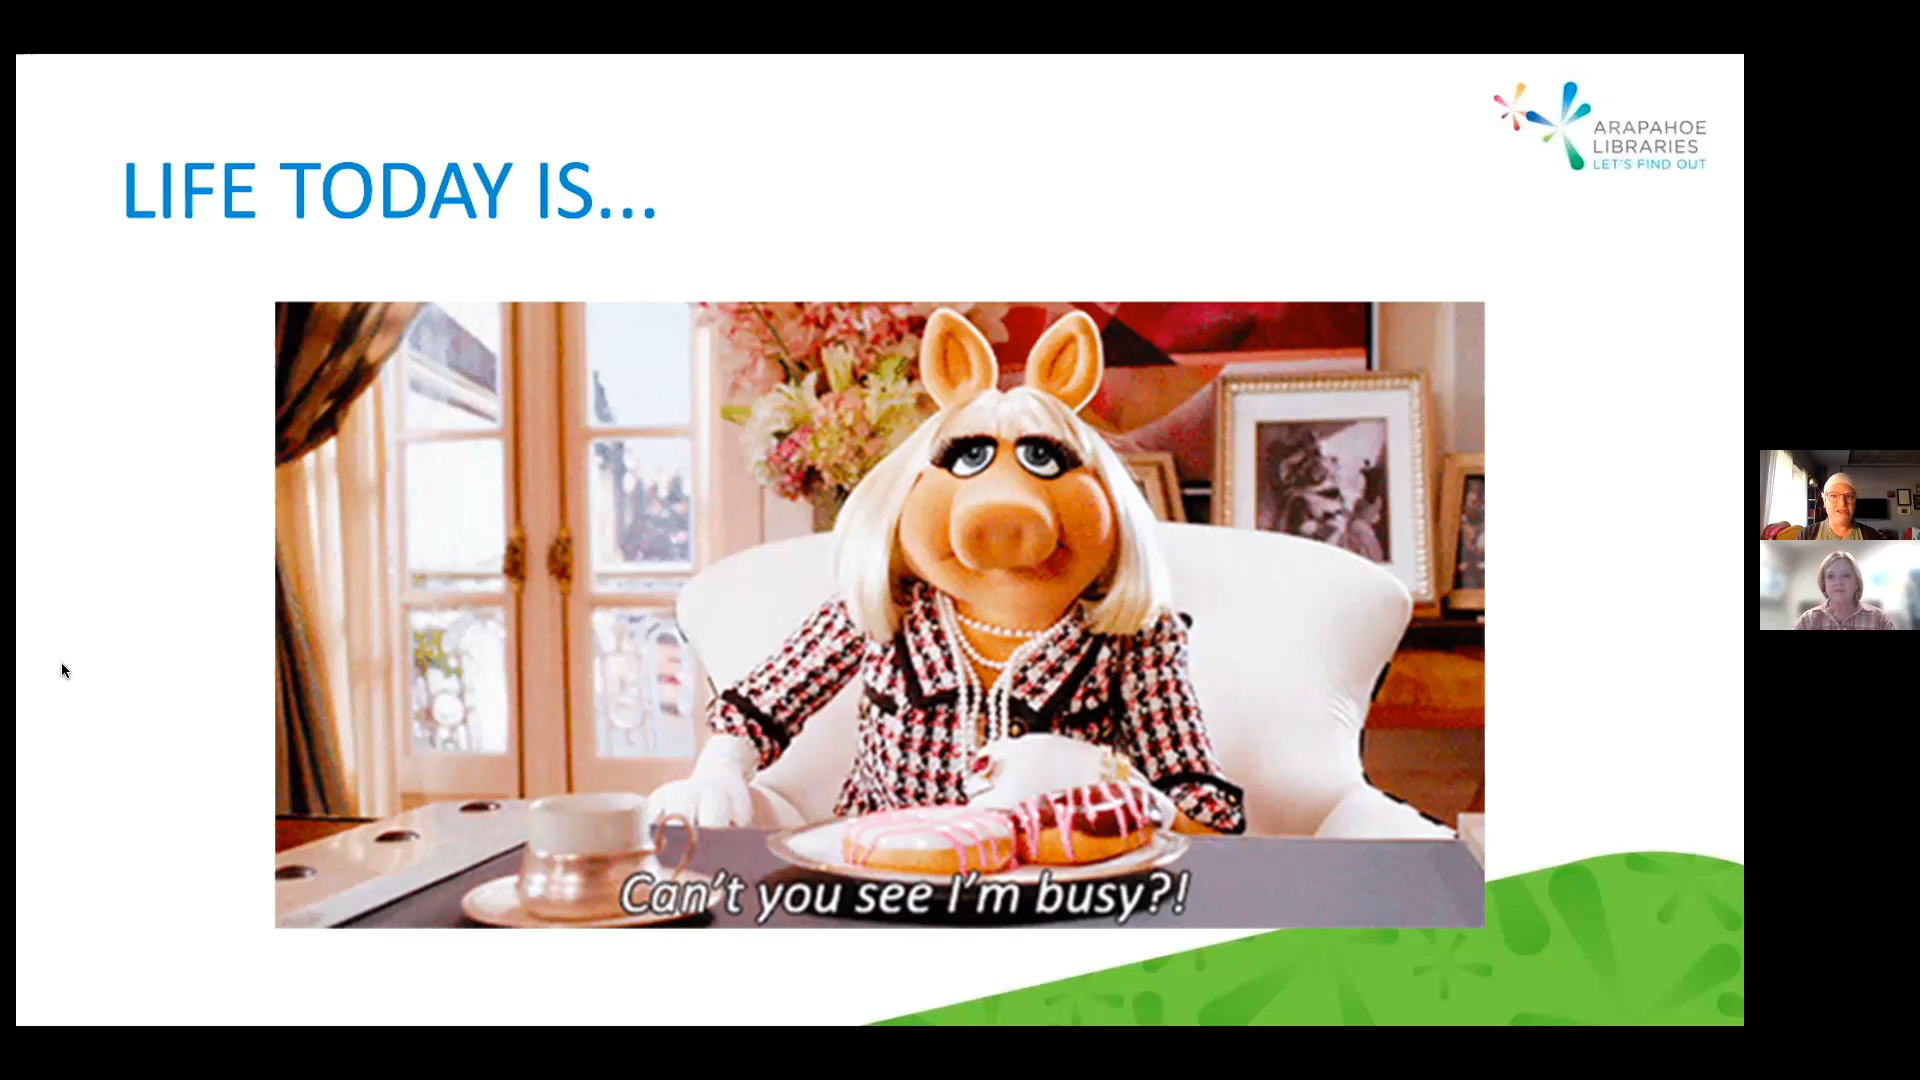 ARAPAHOE
LIBRARIES
LET'S FIND OUT
LIFE TODAY IS...
Can't you see I'm busy?!